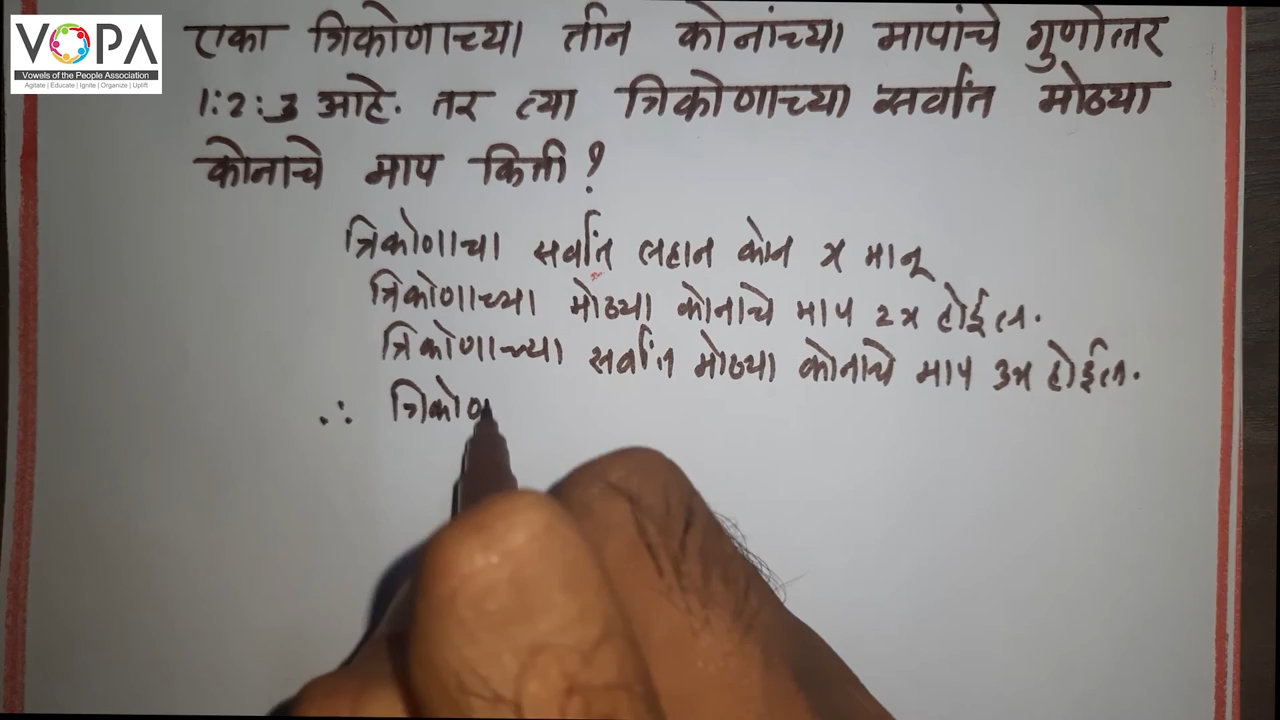 VOPA
Vowels of the People Association
Agitate | Educate | Ignite | Organize | Uplift
एका त्रिकोणाच्या तीन कोनांच्या मापांचे गुणोत्तर
1:2:3 आहे. तर त्या त्रिकोणाच्या सर्वांत मोठ्या
कोनाचे माप किती?
त्रिकोणाचा सर्वांत लहान कोन x मानू
त्रिकोणाच्या मोठ्या कोनाचे माप 2x होईल.
त्रिकोणाच्या सर्वांत मोठ्या कोनाचे माप 3x होईल.
∴ त्रिकोण